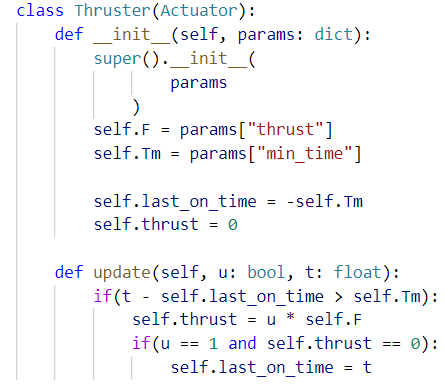 class Thruster(Actuator):
    def __init__(self, params: dict):
        super().__init__(
                params
            )
        self.F = params["thrust"]
        self.Tm = params["min_time"]

        self.last_on_time = -self.Tm
        self.thrust = 0

    def update(self, u: bool, t: float):
        if(t - self.last_on_time > self.Tm):
            self.thrust = u * self.F
            if(u == 1 and self.thrust == 0):
                self.last_on_time = t